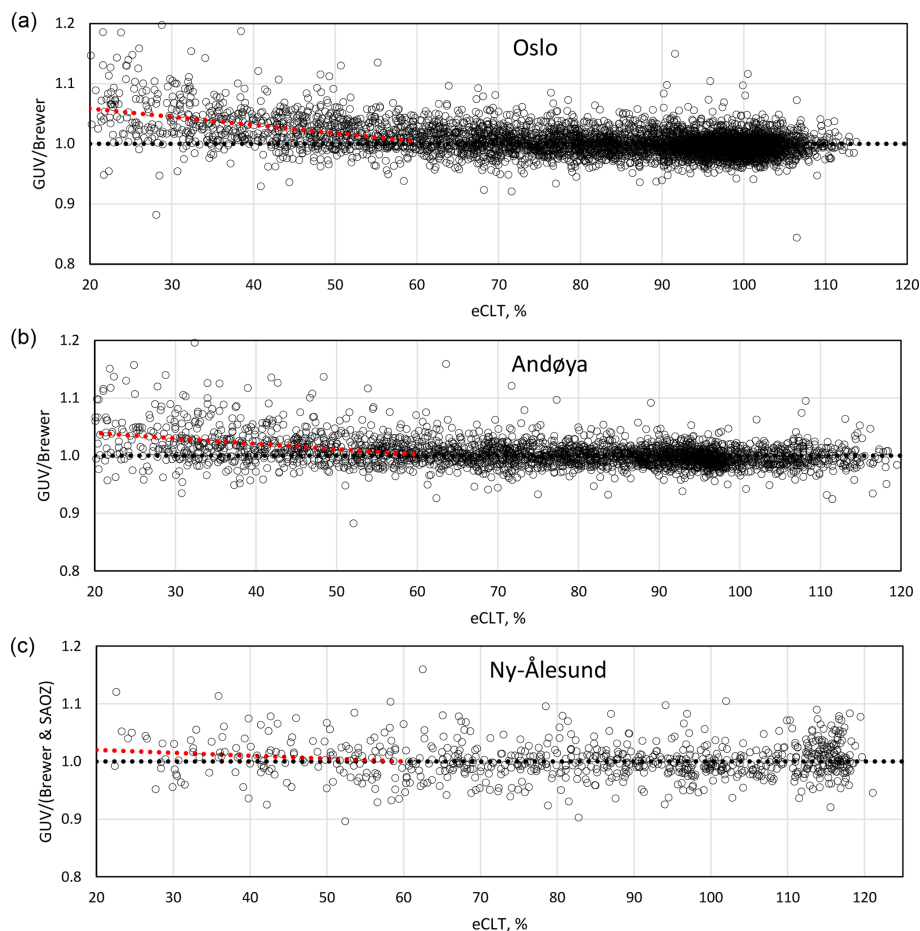 (a)
Oslo
GUV/Brewer
1.2
1.1
1.0
0.9
0.8
20 30 40 50 60 70 80 90 100 110 120
eCLT, %
(b)
Andøya
GUV/Brewer
1.2
1.1
1.0
0.9
0.8
20 30 40 50 60 70 80 90 100 110 120
eCLT, %
(c)
Ny-Ålesund
GUV/(Brewer & SAOZ)
1.2
1.1
1.0
0.9
0.8
20 30 40 50 60 70 80 90 100 110 120
eCLT, %